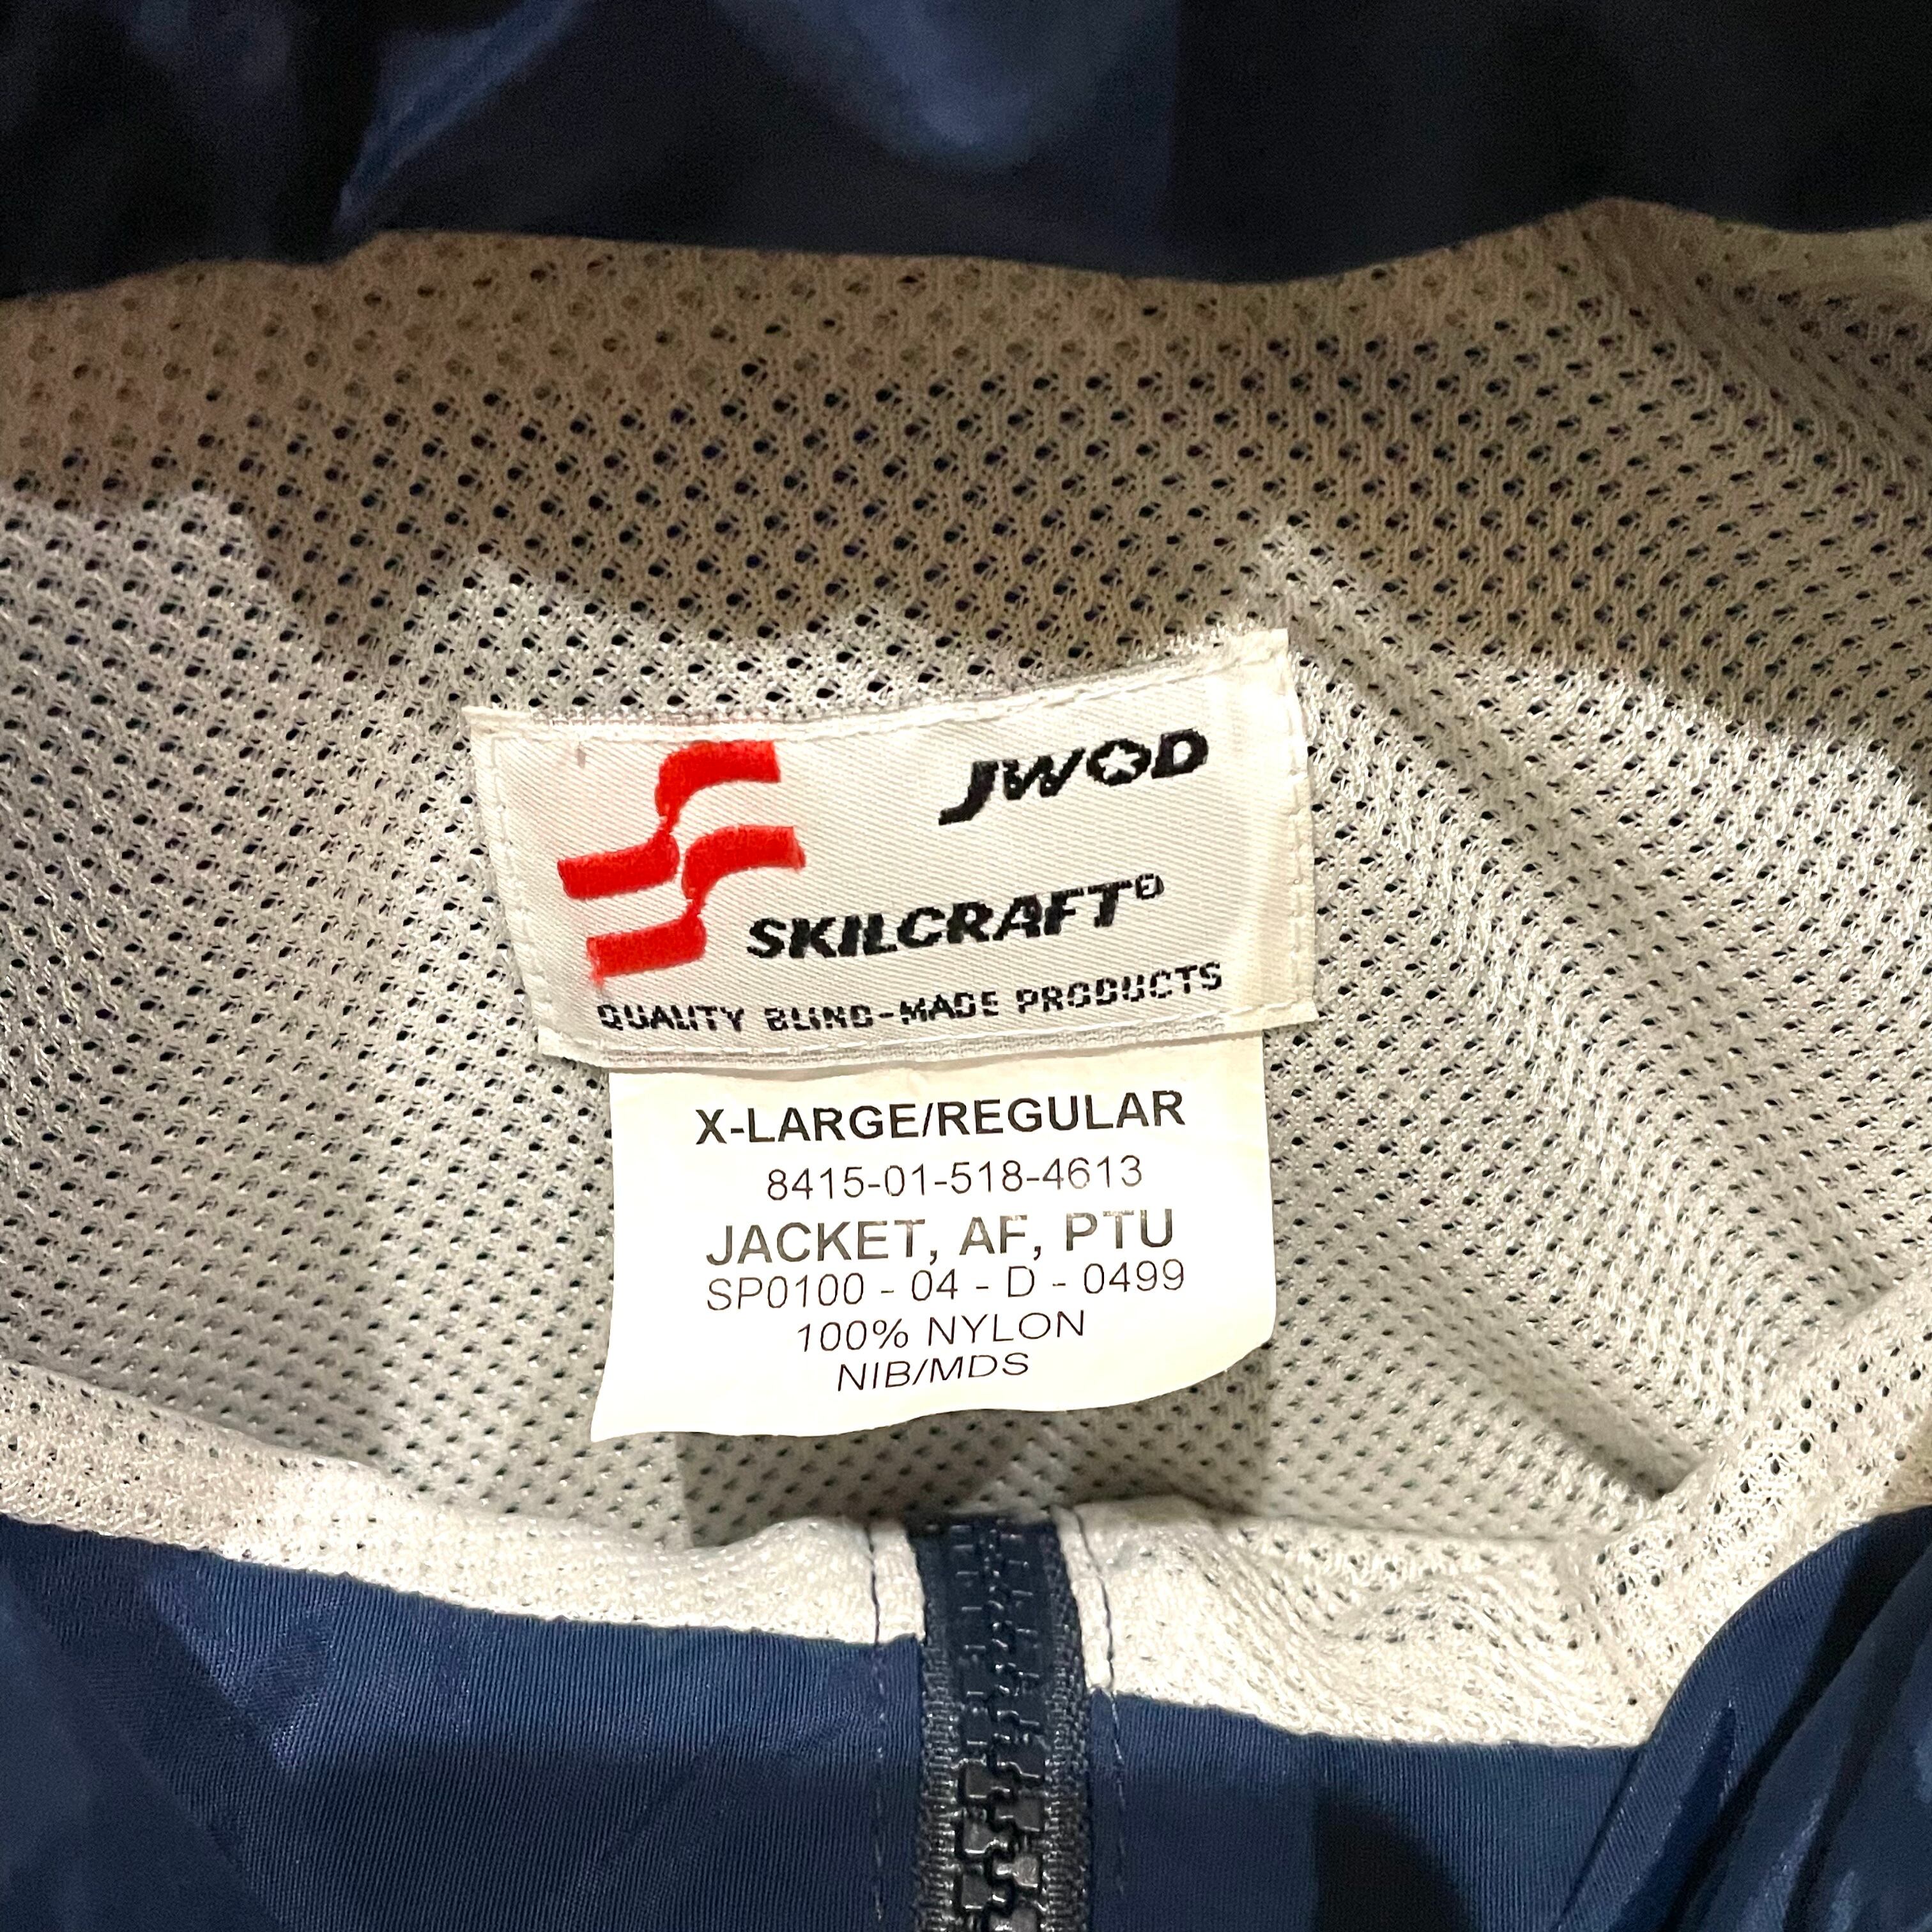 JWOD
SKILCRAFT®
QUALITY BLIND-MADE PRODUCTS
X-LARGE/REGULAR
8415-01-518-4613
JACKET, AF, PTU
SP0100 - 04 - D - 0499
100% NYLON
NIB/MDS